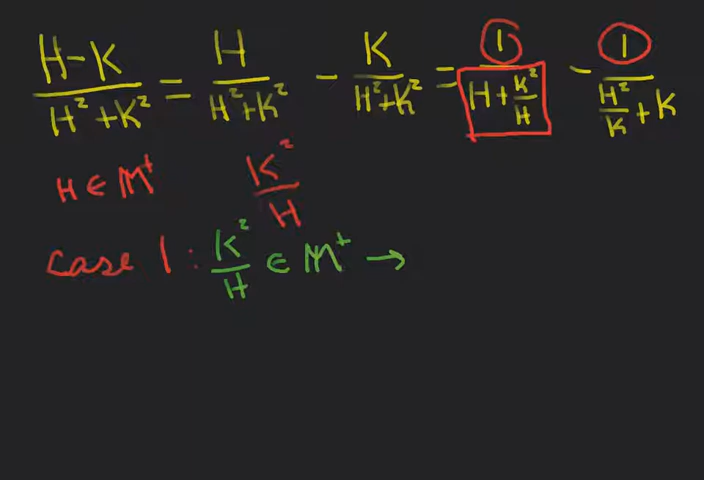 (H-K)/(H²+K²) = H/(H²+K²) - K/(H²+K²) = 1/(H+K²/H) - 1/(H²/K+K)
H ∈ M⁺ K²/H
case 1 : K²/H ∈ M⁺ →